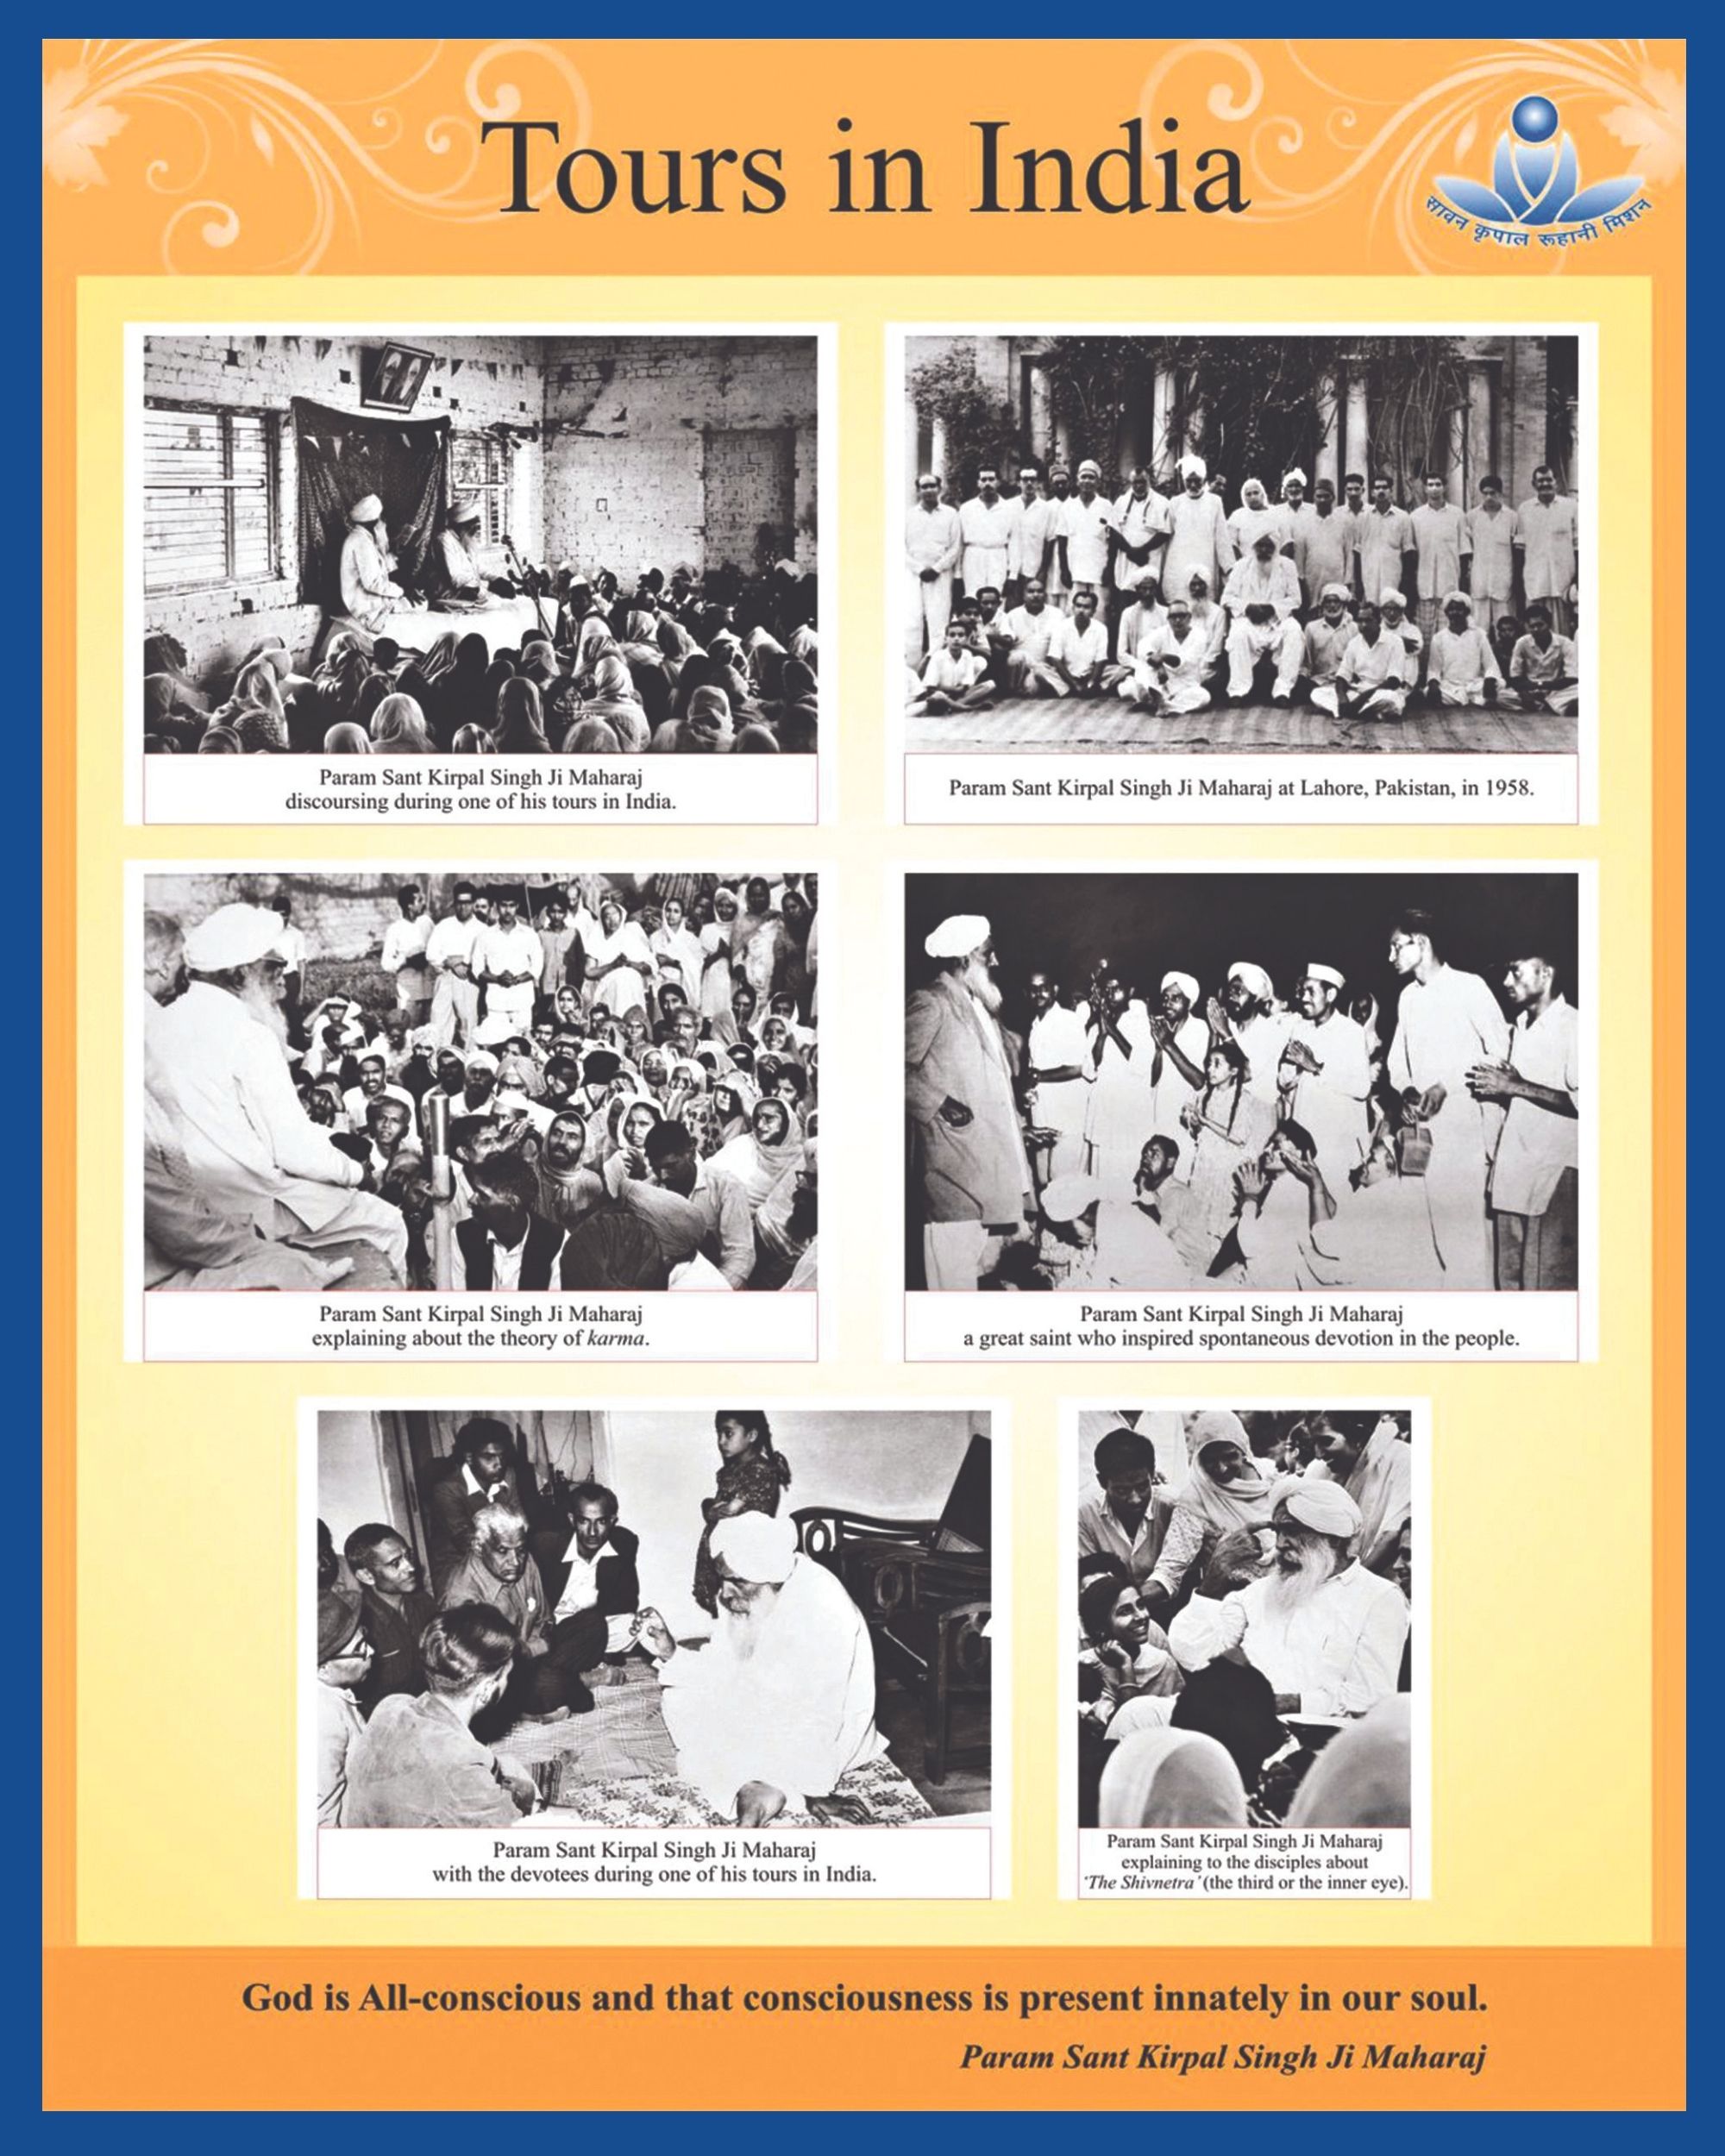 Tours in India
सावन कृपाल रूहानी मिशन
Param Sant Kirpal Singh Ji Maharaj
discoursing during one of his tours in India.
Param Sant Kirpal Singh Ji Maharaj at Lahore, Pakistan, in 1958.
Param Sant Kirpal Singh Ji Maharaj
explaining about the theory of karma.
Param Sant Kirpal Singh Ji Maharaj
a great saint who inspired spontaneous devotion in the people.
Param Sant Kirpal Singh Ji Maharaj
with the devotees during one of his tours in India.
Param Sant Kirpal Singh Ji Maharaj
explaining to the disciples about
'The Shivnetra' (the third or the inner eye).
God is All-conscious and that consciousness is present innately in our soul.
Param Sant Kirpal Singh Ji Maharaj